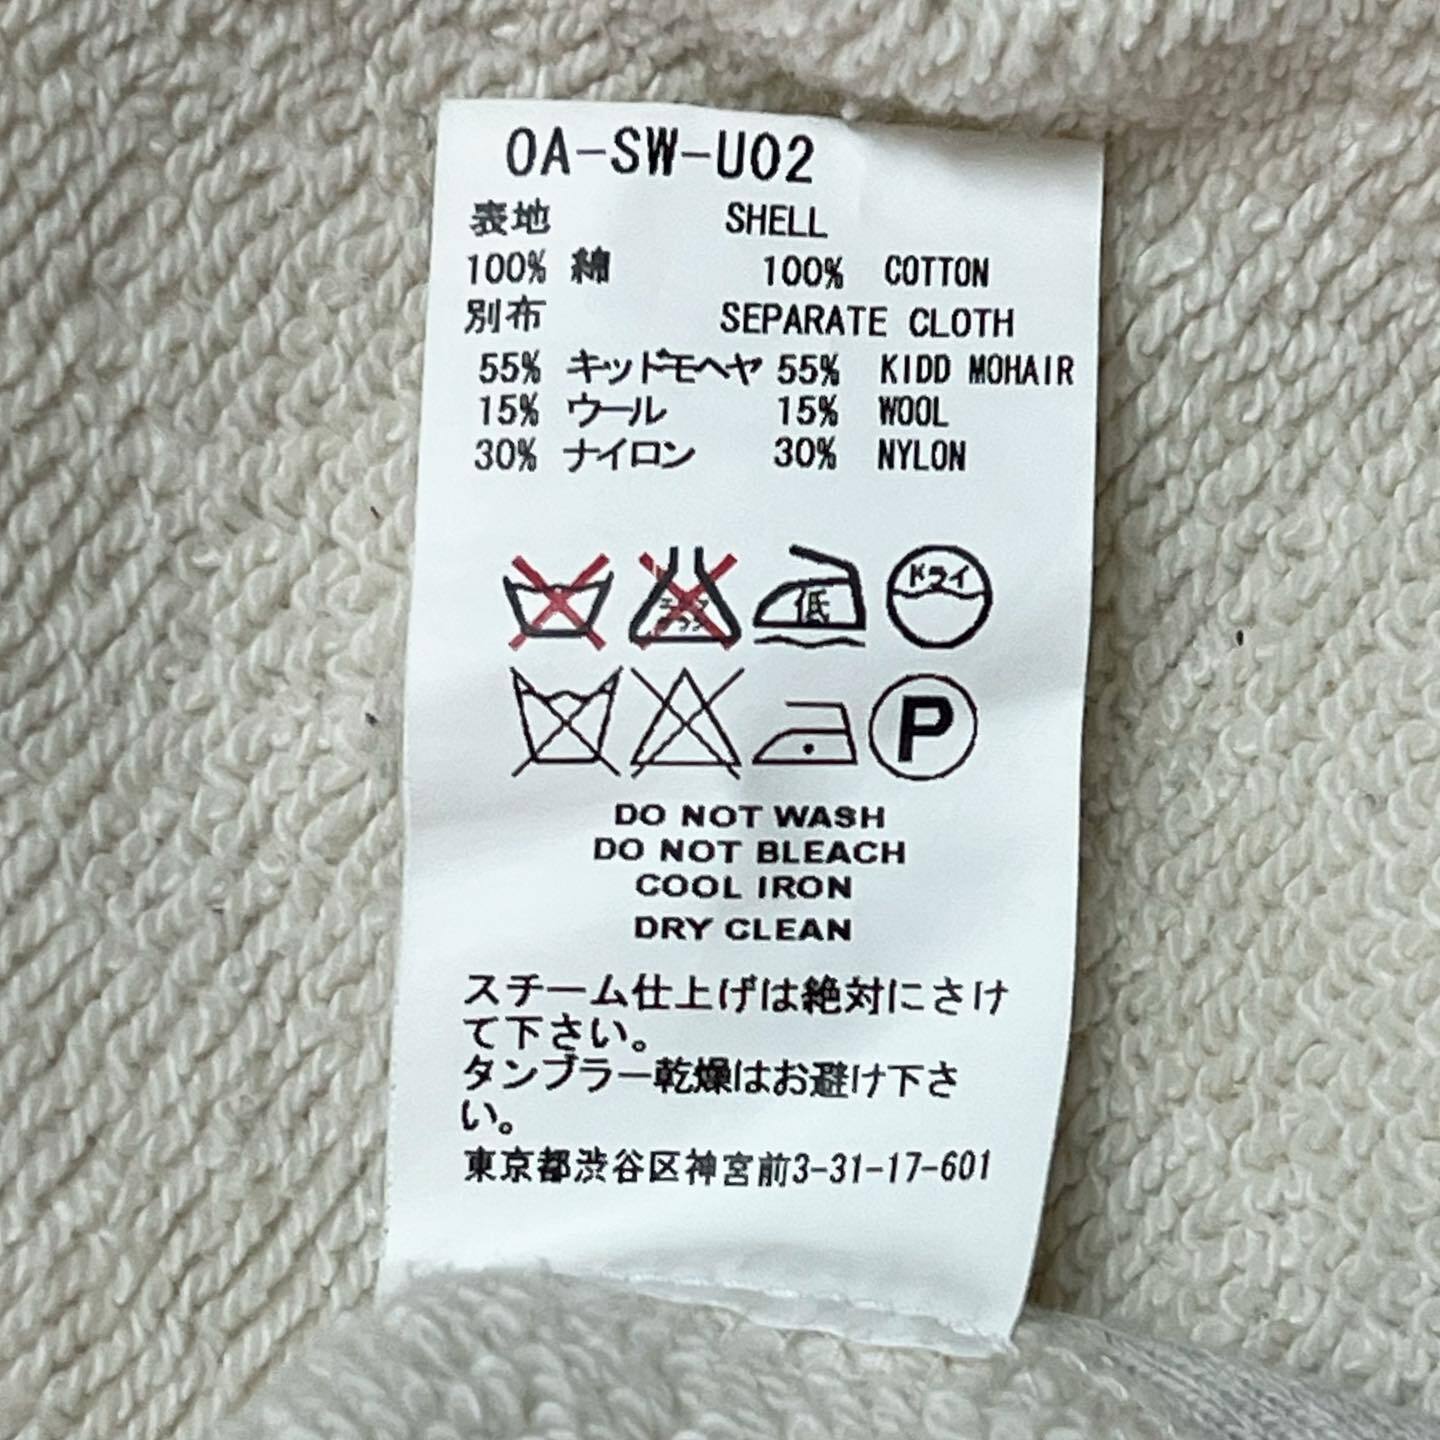 OA-SW-U02
表地 SHELL
100% 綿 100% COTTON
別布 SEPARATE CLOTH
55% キッドモヘヤ 55% KIDD MOHAIR
15% ウール 15% WOOL
30% ナイロン 30% NYLON
低 ドライ
P
DO NOT WASH
DO NOT BLEACH
COOL IRON
DRY CLEAN
スチーム仕上げは絶対にさけ
て下さい。
タンブラー乾燥はお避け下さ
い。
東京都渋谷区神宮前3-31-17-601